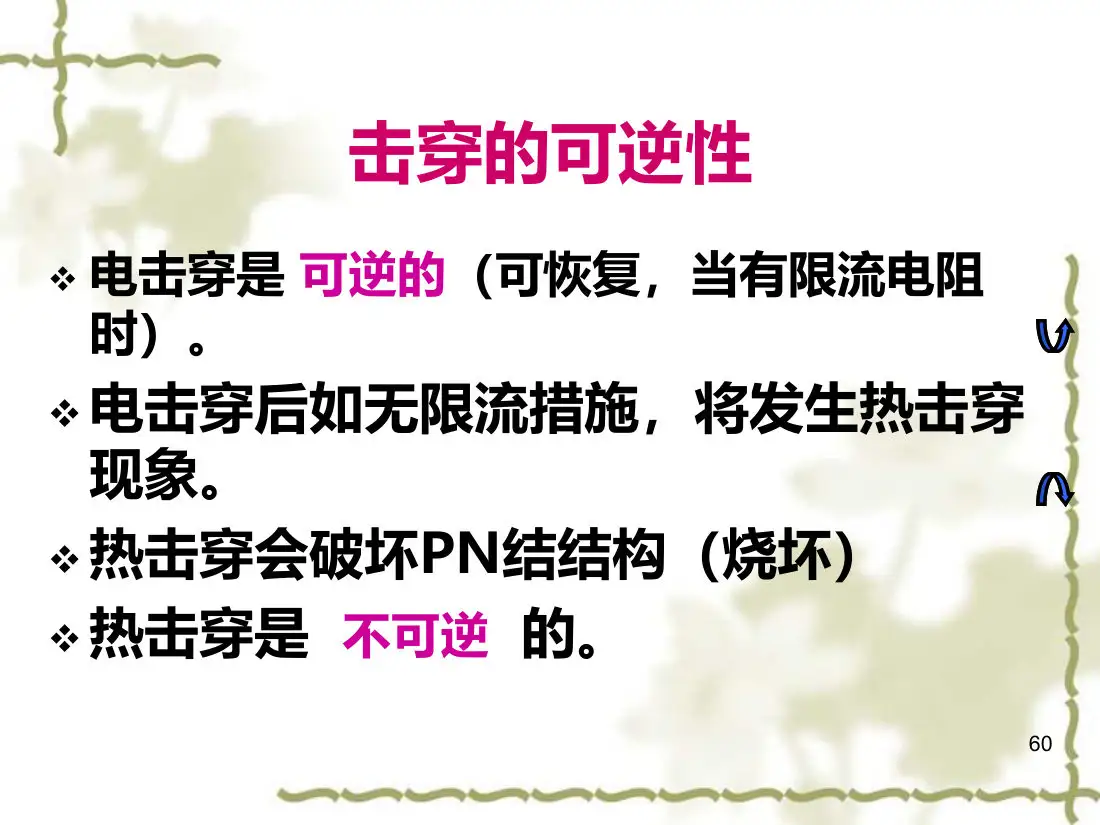 击穿的可逆性
❖ 电击穿是 可逆的（可恢复，当有限流电阻
时）。
❖ 电击穿后如无限流措施，将发生热击穿
现象。
❖ 热击穿会破坏PN结结构（烧坏）
❖ 热击穿是 不可逆 的。
60